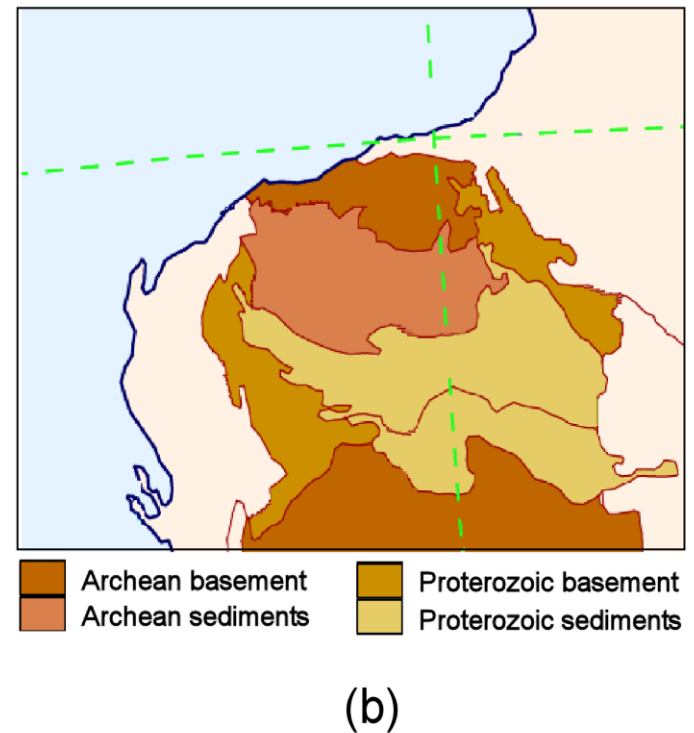 Archean basement
Archean sediments
Proterozoic basement
Proterozoic sediments
(b)